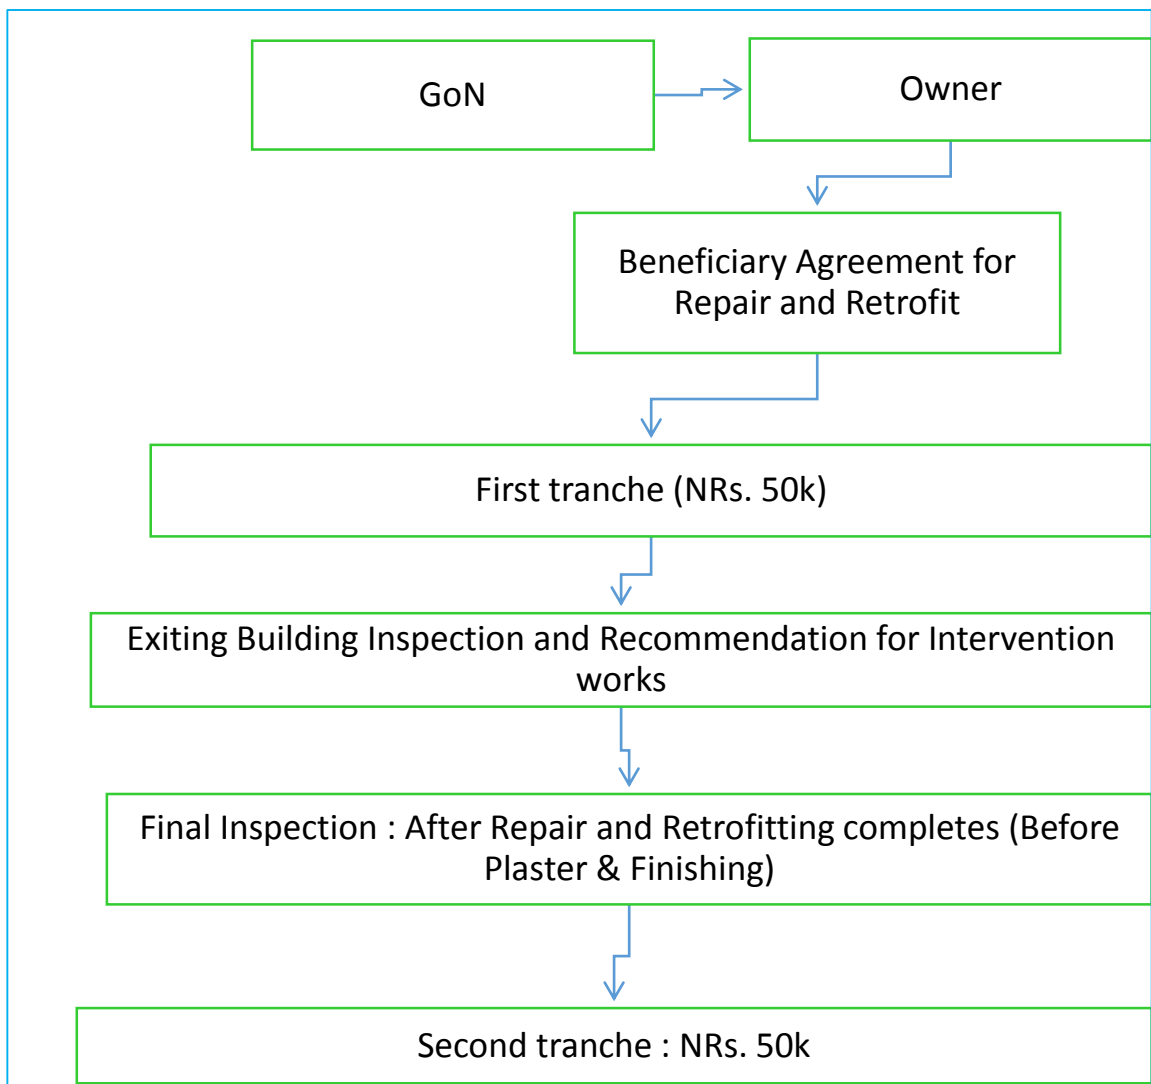 GoN
Owner
Beneficiary Agreement for
Repair and Retrofit
First tranche (NRs. 50k)
Exiting Building Inspection and Recommendation for Intervention
works
Final Inspection : After Repair and Retrofitting completes (Before
Plaster & Finishing)
Second tranche : NRs. 50k